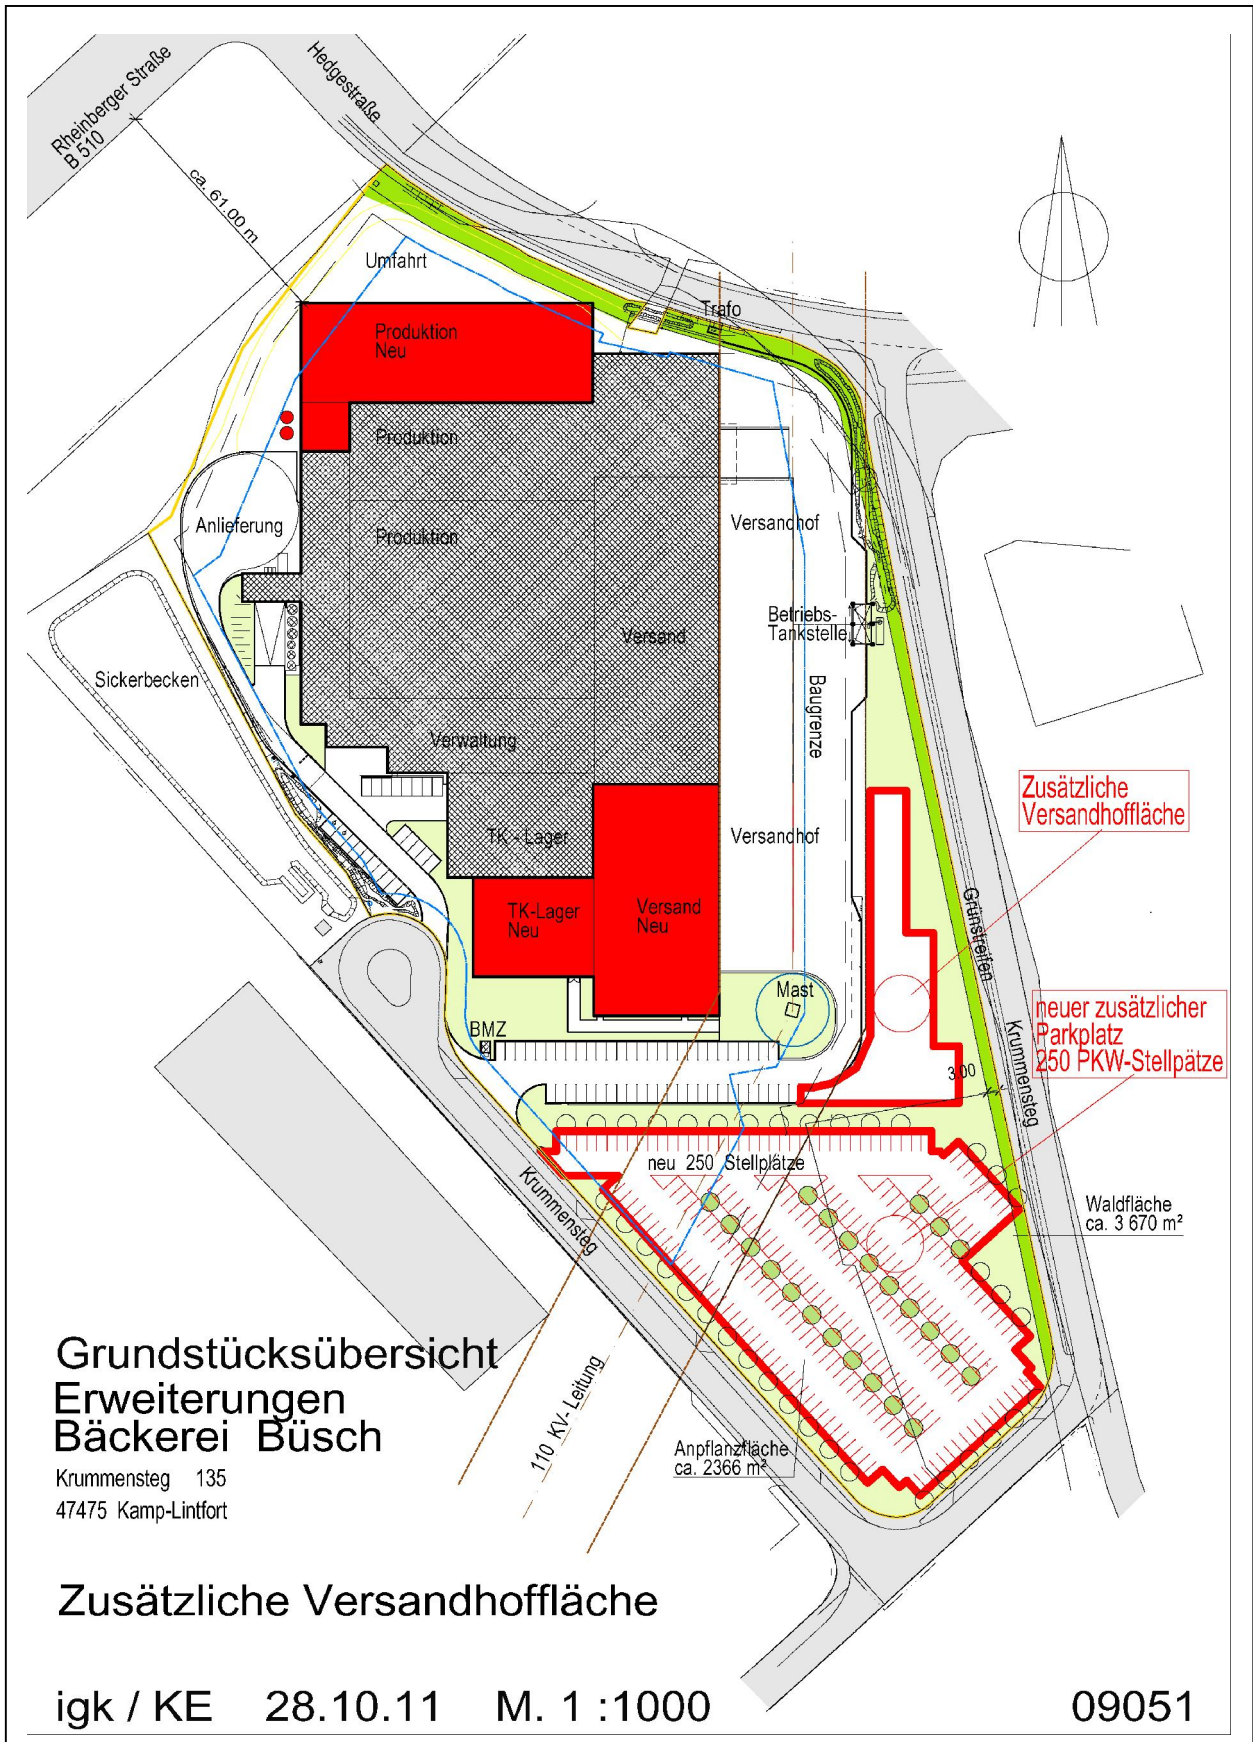 Rheinberger Straße
B 510
Hedgestraße
ca. 61.00 m
Umfahrt
Trafo
Produktion
Neu
Produktion
Anlieferung
Produktion
Versandhof
Betriebs-
Tankstelle
Versand
Sickerbecken
Baugrenze
Verwaltung
Zusätzliche
Versandhoffläche
TK - Lager
Versandhof
TK-Lager
Neu
Versand
Neu
Grünstreifen
Mast
BMZ
neuer zusätzlicher
Parkplatz
250 PKW-Stellpätze
Krummensteg
3.00
neu 250 Stellplätze
Krummensteg
Waldfläche
ca. 3 670 m²
110 KV- Leitung
Anpflanzfläche
ca. 2366 m²
Grundstücksübersicht
Erweiterungen
Bäckerei Büsch
Krummensteg 135
47475 Kamp-Lintfort
Zusätzliche Versandhoffläche
igk / KE 28.10.11 M. 1 :1000 09051